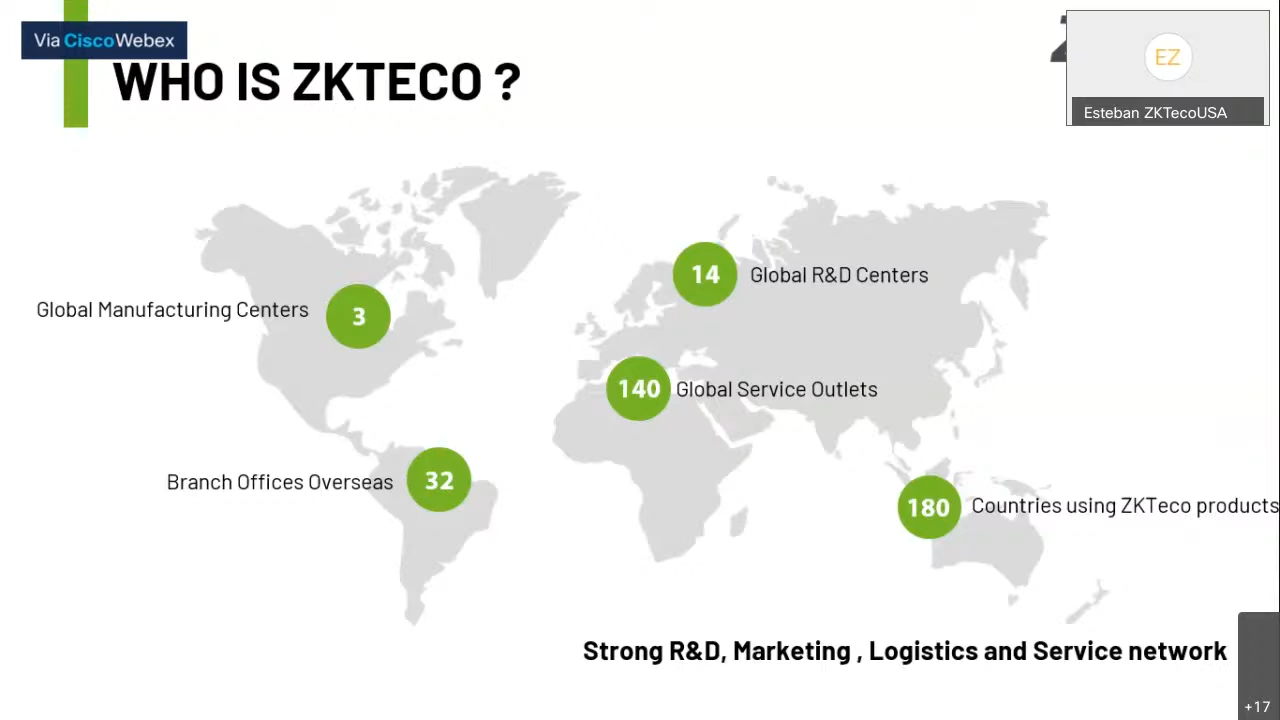 Via CiscoWebex
WHO IS ZKTECO ?
EZ
Esteban ZKTecoUSA
14 Global R&D Centers
Global Manufacturing Centers 3
140 Global Service Outlets
Branch Offices Overseas 32
180 Countries using ZKTeco products
Strong R&D, Marketing , Logistics and Service network
+17